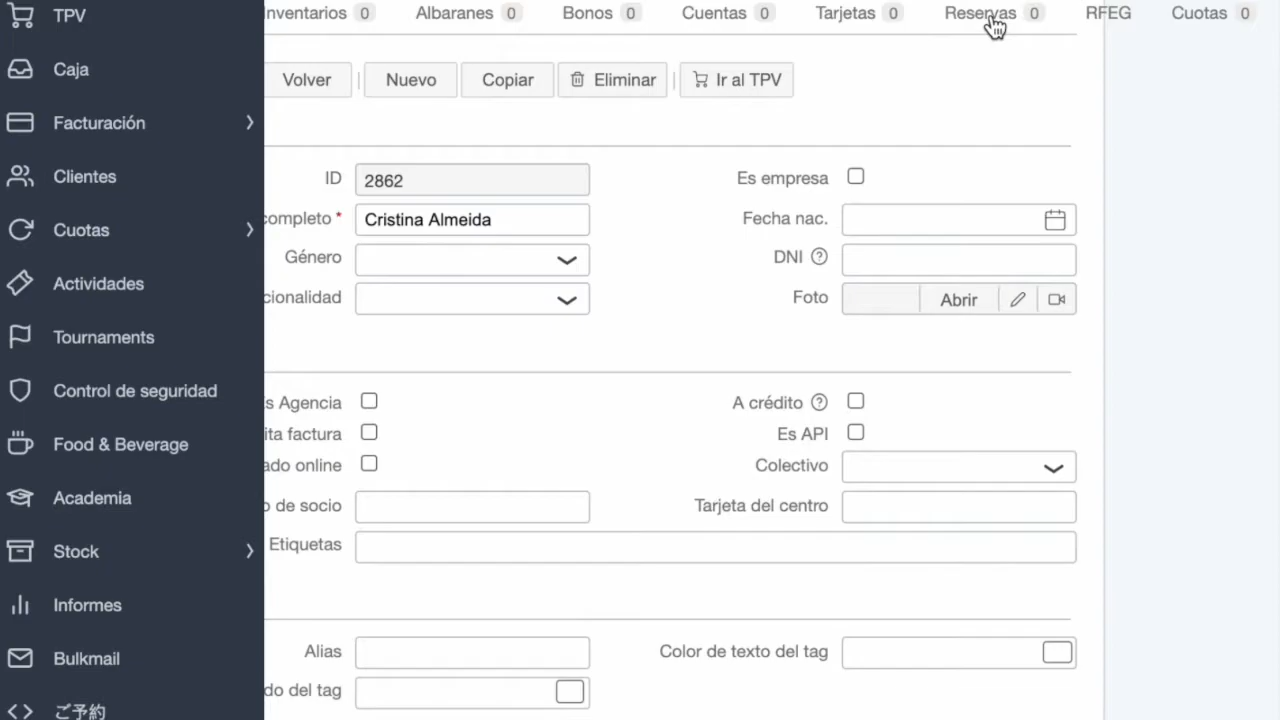 TPV
Caja
Facturación
Clientes
Cuotas
Actividades
Tournaments
Control de seguridad
Food & Beverage
Academia
Stock
Informes
Bulkmail
ご予約
Inventarios 0 Albaranes 0 Bonos 0 Cuentas 0 Tarjetas 0 Reservas 0 RFEG Cuotas 0
Volver Nuevo Copiar Eliminar Ir al TPV
ID 2862 Es empresa
completo * Cristina Almeida Fecha nac.
Género DNI
cionalidad Foto Abrir
s Agencia A crédito
ita factura Es API
ado online Colectivo
o de socio Tarjeta del centro
Etiquetas
Alias Color de texto del tag
do del tag